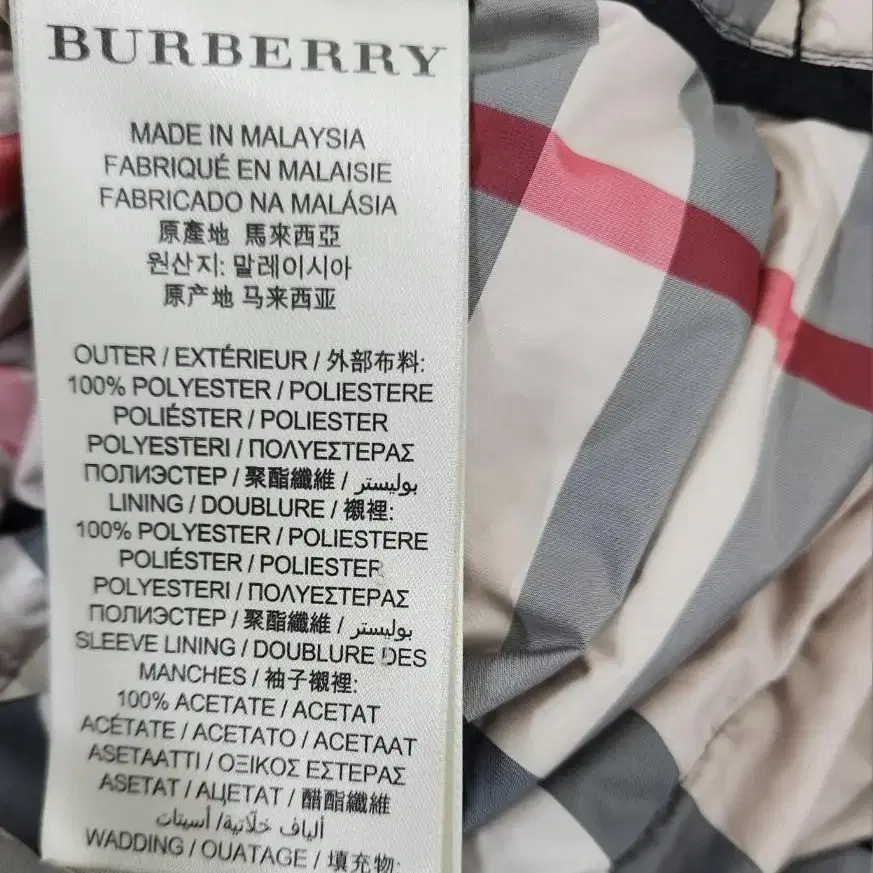 BURBERRY
MADE IN MALAYSIA
FABRIQUÉ EN MALAISIE
FABRICADO NA MALÁSIA
原產地 馬來西亞
원산지: 말레이시아
原产地 马来西亚
OUTER / EXTÉRIEUR / 外部布料:
100% POLYESTER / POLIESTERE
POLIÉSTER / POLIESTER
POLYESTERI / ΠΟΛΥΕΣΤΕΡΑΣ
ПОЛИЭСТЕР / 聚酯纖維 / بوليستر
LINING / DOUBLURE / 襯裡:
100% POLYESTER / POLIESTERE
POLIÉSTER / POLIESTER
POLYESTERI / ΠΟΛΥΕΣΤΕΡΑΣ
ПОЛИЭСТЕР / 聚酯纖維 / بوليستر
SLEEVE LINING / DOUBLURE DES
MANCHES / 袖子襯裡:
100% ACETATE / ACETAT
ACÉTATE / ACETATO / ACETAAT
ASETAATTI / ΟΞΙΚΟΣ ΕΣΤΕΡΑΣ
ASETAT / АЦЕТАТ / 醋酯纖維
ألياف خلّاتية/ أسيتات
WADDING / OUATAGE / 填充物: